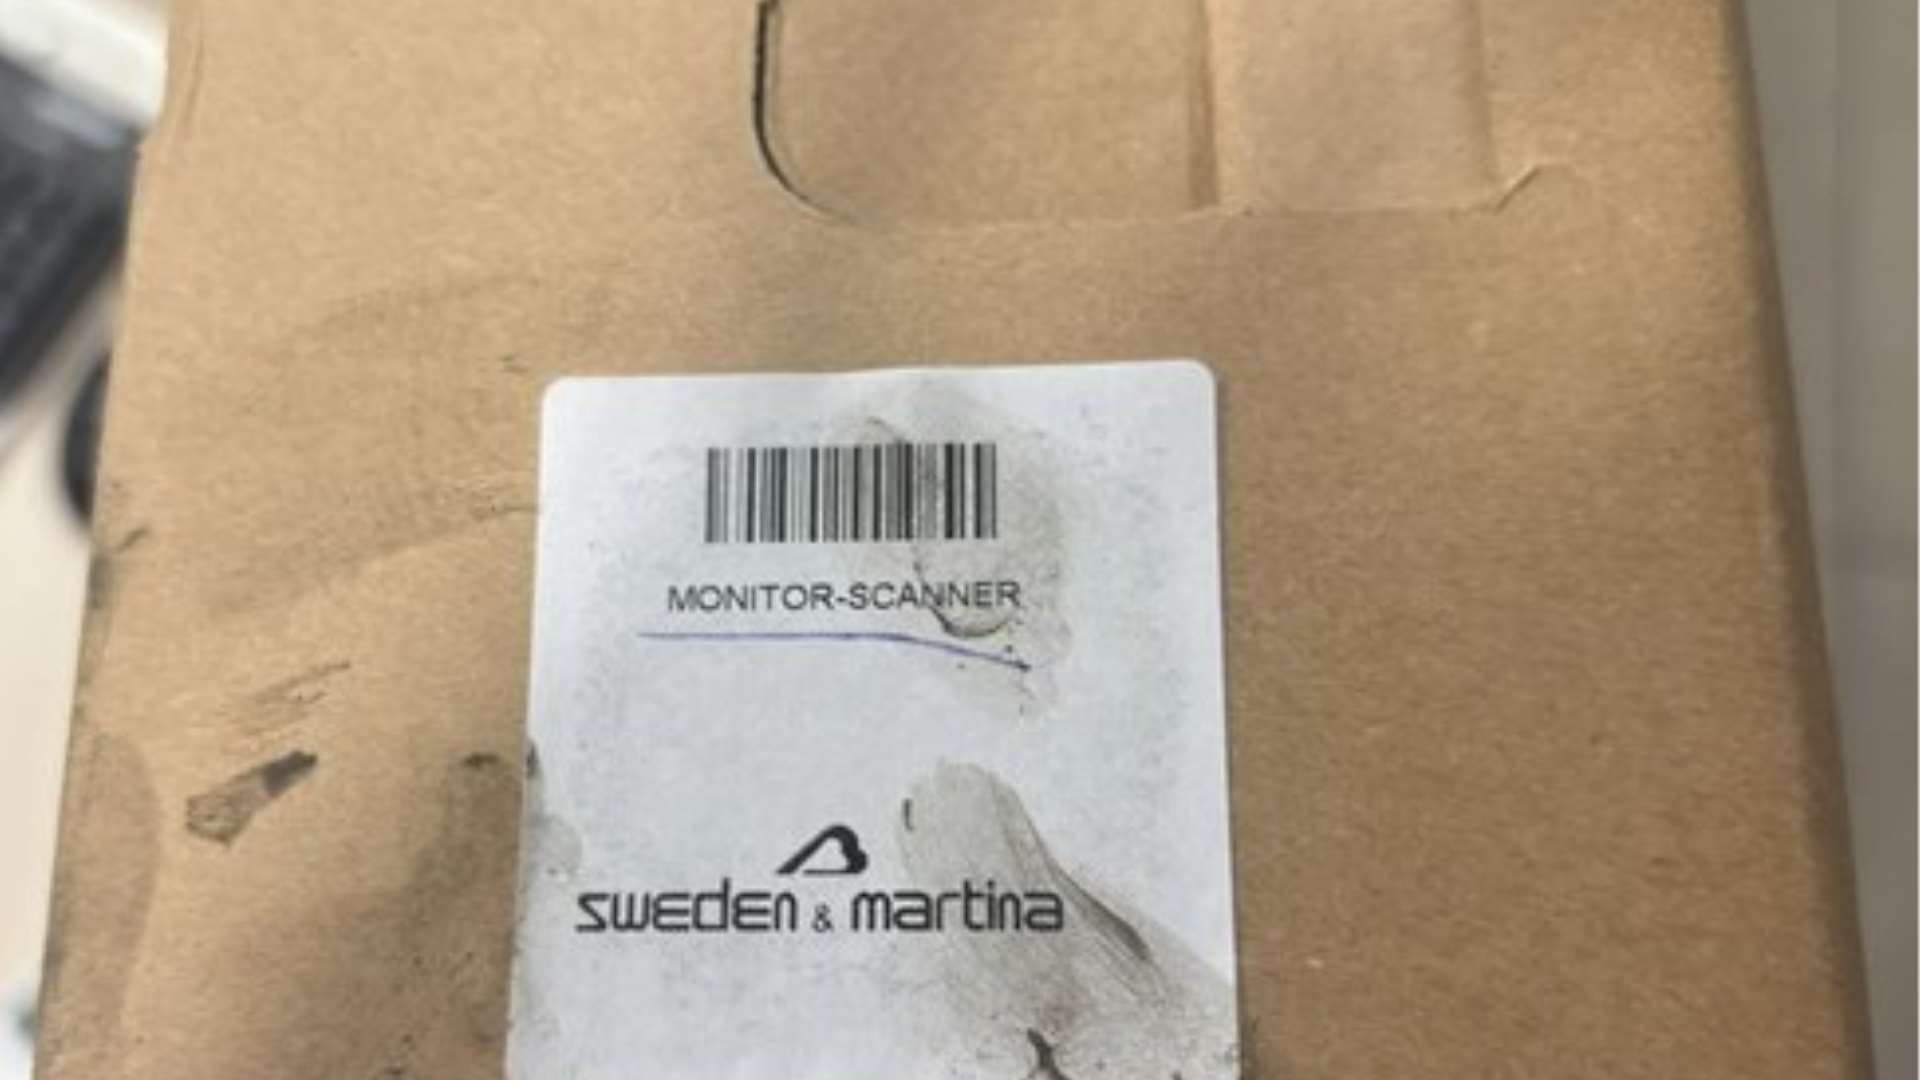 MONITOR-SCANNER
sweden & martina